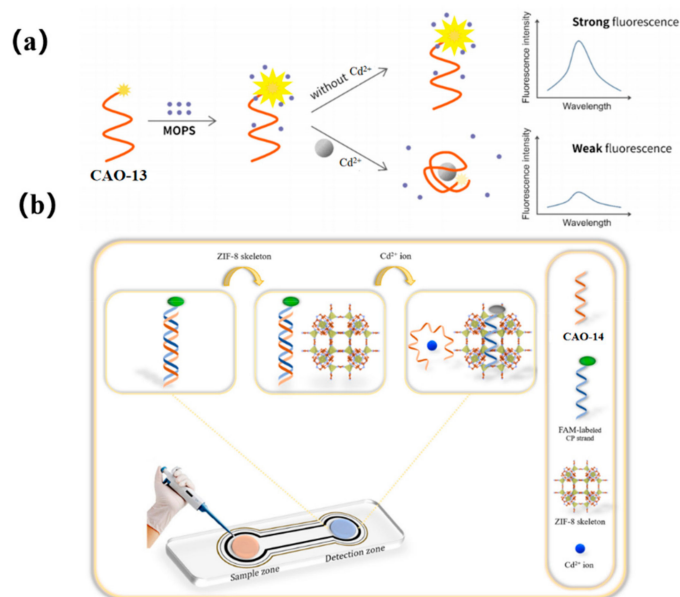 (a)
CAO-13
MOPS
without Cd²⁺
Cd²⁺
Strong fluorescence
Fluorescence intensity
Wavelength
Weak fluorescence
Fluorescence intensity
Wavelength
(b)
ZIF-8 skeleton
Cd²⁺ ion
CAO-14
FAM-labeled
CP strand
ZIF-8 skeleton
Cd²⁺ ion
Sample zone
Detection zone